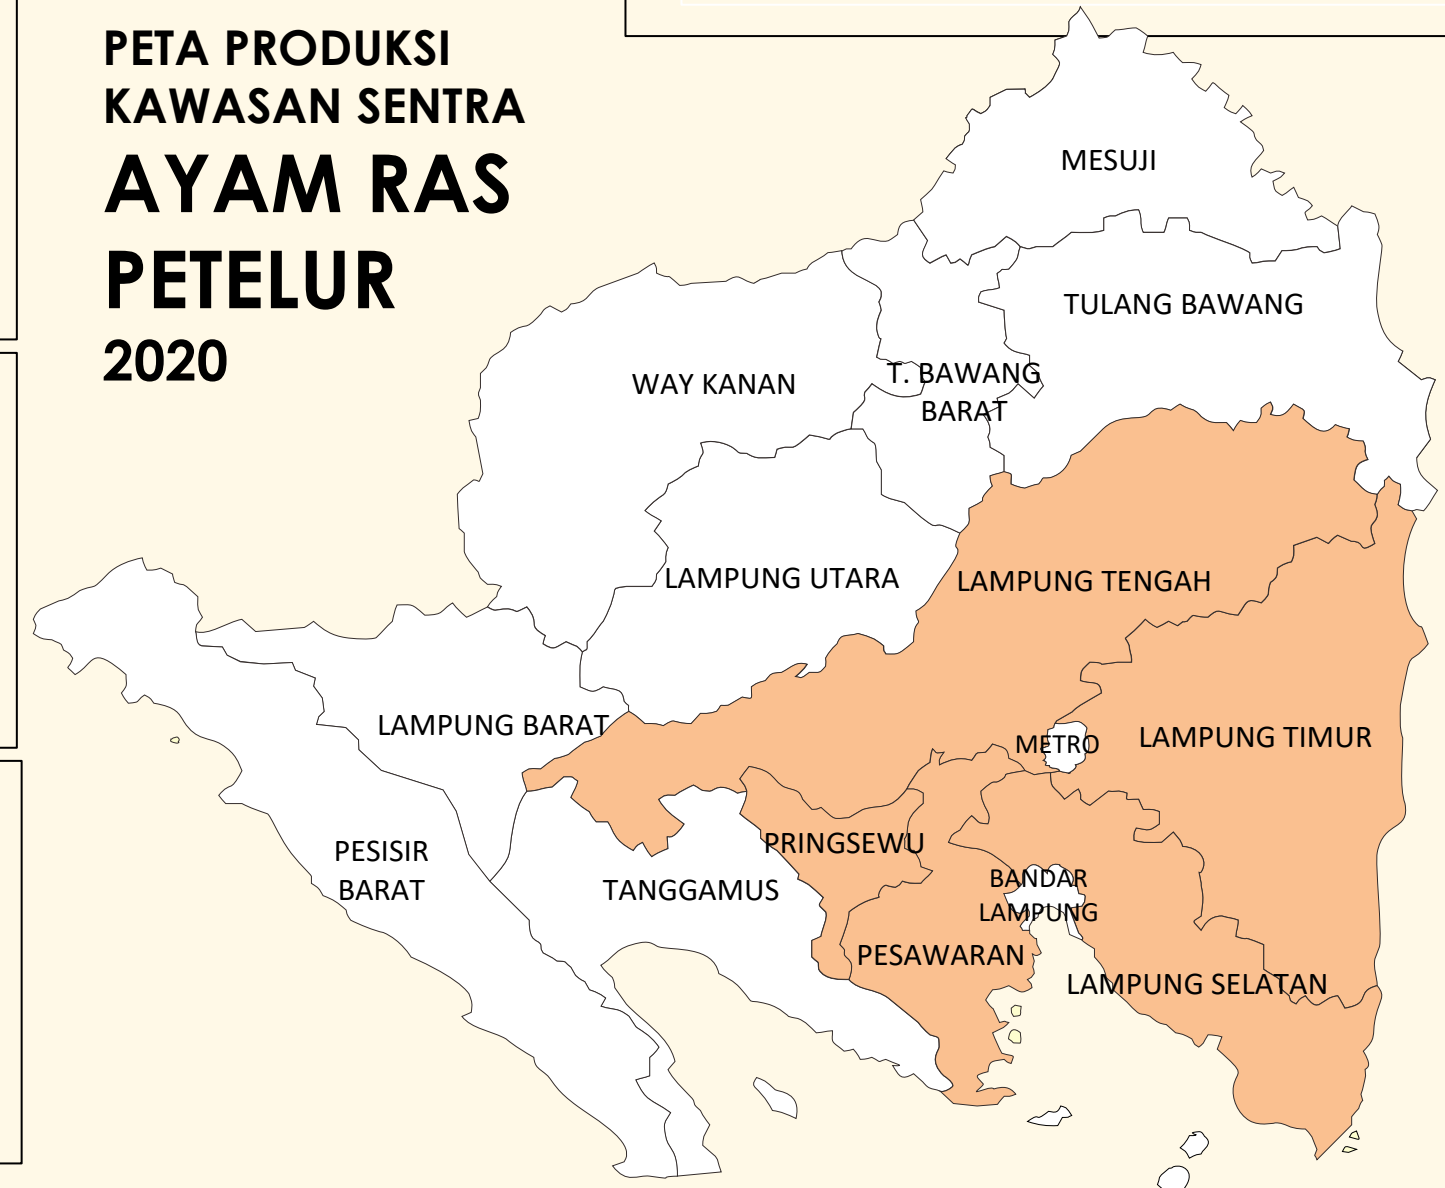 PETA PRODUKSI
KAWASAN SENTRA
AYAM RAS
PETELUR
2020
MESUJI
TULANG BAWANG
WAY KANAN
T. BAWANG
BARAT
LAMPUNG UTARA
LAMPUNG TENGAH
LAMPUNG BARAT
METRO
LAMPUNG TIMUR
PESISIR
BARAT
TANGGAMUS
PRINGSEWU
BANDAR
LAMPUNG
PESAWARAN
LAMPUNG SELATAN